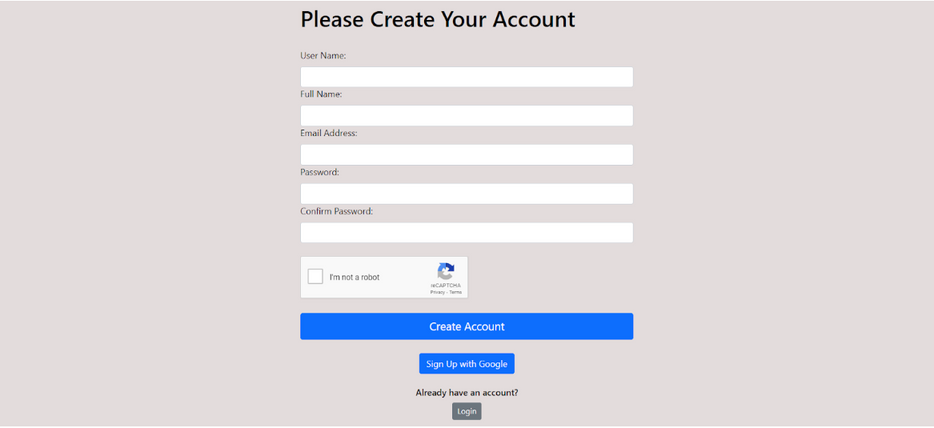 Please Create Your Account
User Name:
Full Name:
Email Address:
Password:
Confirm Password:
I'm not a robot
reCAPTCHA
Privacy - Terms
Create Account
Sign Up with Google
Already have an account?
Login